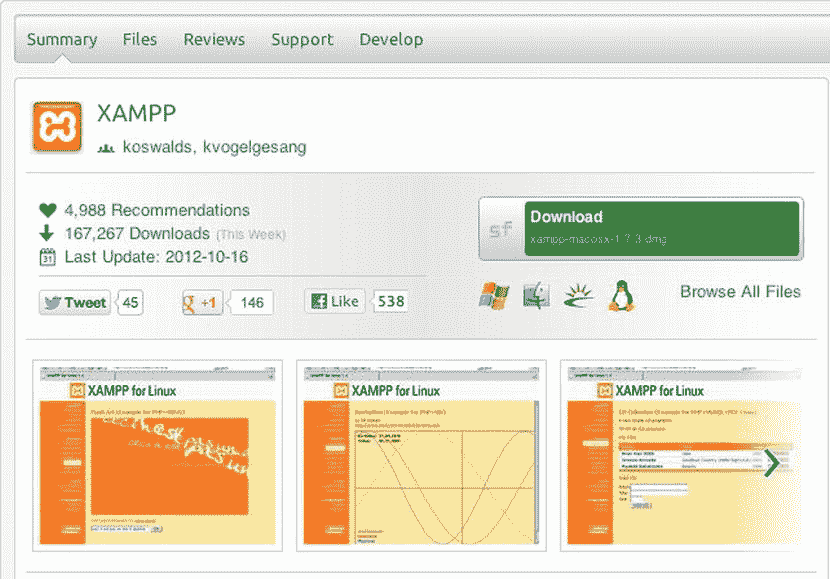 Summary Files Reviews Support Develop
XAMPP
koswalds, kvogelgesang
4,988 Recommendations
167,267 Downloads (This Week)
Last Update: 2012-10-16
sf
Download
xampp-macosx-1.7.3.dmg
Tweet 45
g +1 146
Like 538
Browse All Files
XAMPP for Linux
XAMPP for Linux
XAMPP for Linux